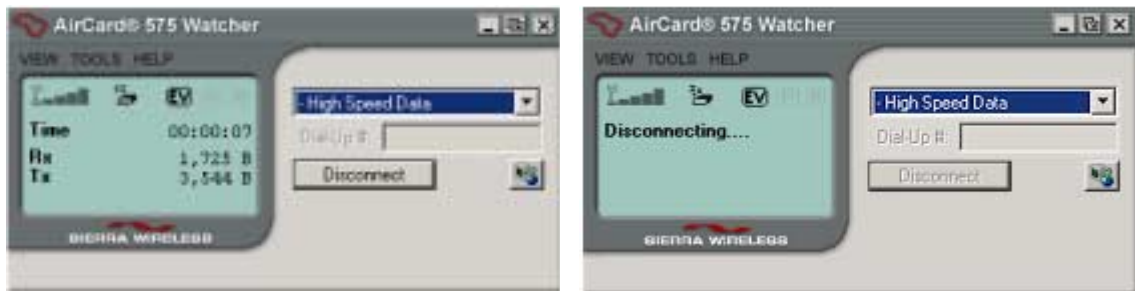 AirCard® 575 Watcher
VIEW TOOLS HELP
EV
Time 00:00:07
Rx 1,725 B
Tx 3,544 B
SIERRA WIRELESS
- High Speed Data
Dial-Up #:
Disconnect
AirCard® 575 Watcher
VIEW TOOLS HELP
EV
Disconnecting....
SIERRA WIRELESS
- High Speed Data
Dial-Up #:
Disconnect